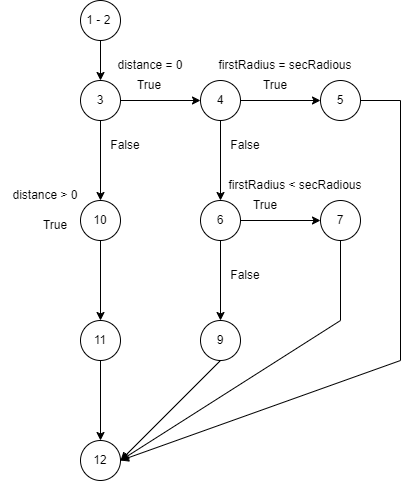 1 - 2
distance = 0
True
firstRadius = secRadious
True
3
4
5
False
False
firstRadius < secRadious
True
distance > 0
True
10
6
7
False
11
9
12